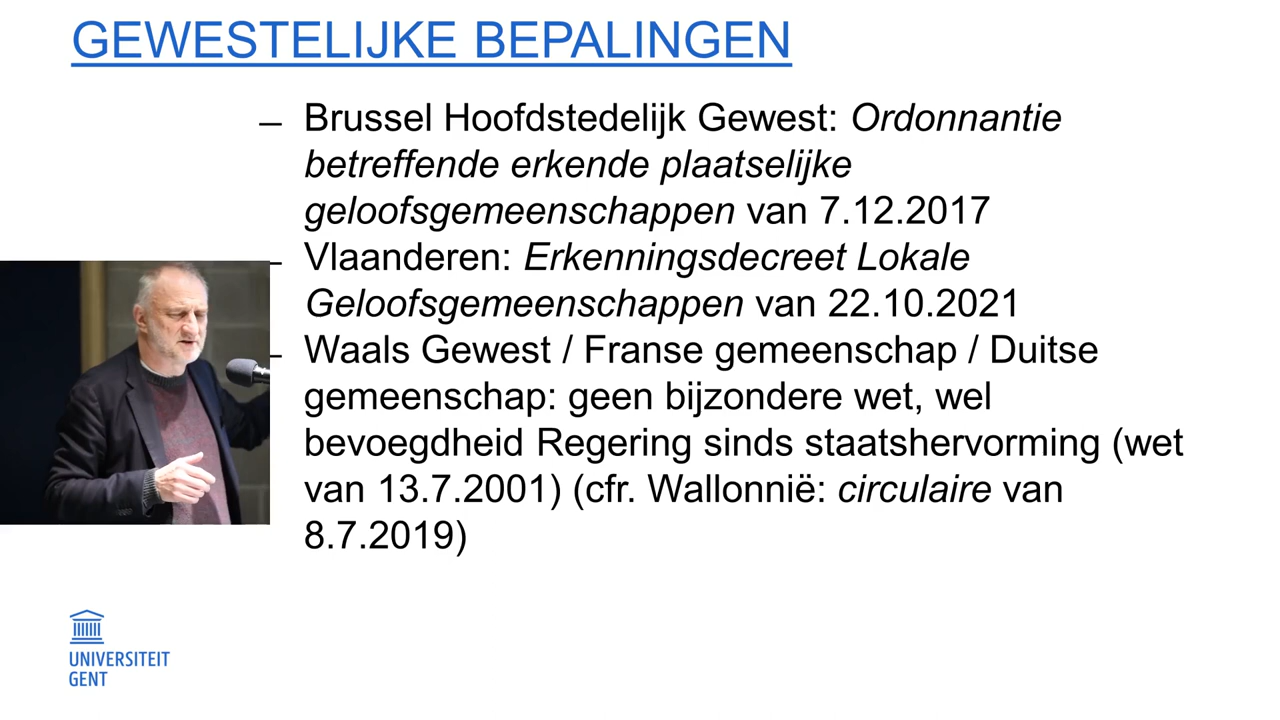 GEWESTELIJKE BEPALINGEN
– Brussel Hoofdstedelijk Gewest: Ordonnantie
betreffende erkende plaatselijke
geloofsgemeenschappen van 7.12.2017
– Vlaanderen: Erkenningsdecreet Lokale
Geloofsgemeenschappen van 22.10.2021
– Waals Gewest / Franse gemeenschap / Duitse
gemeenschap: geen bijzondere wet, wel
bevoegdheid Regering sinds staatshervorming (wet
van 13.7.2001) (cfr. Wallonnië: circulaire van
8.7.2019)
UNIVERSITEIT
GENT